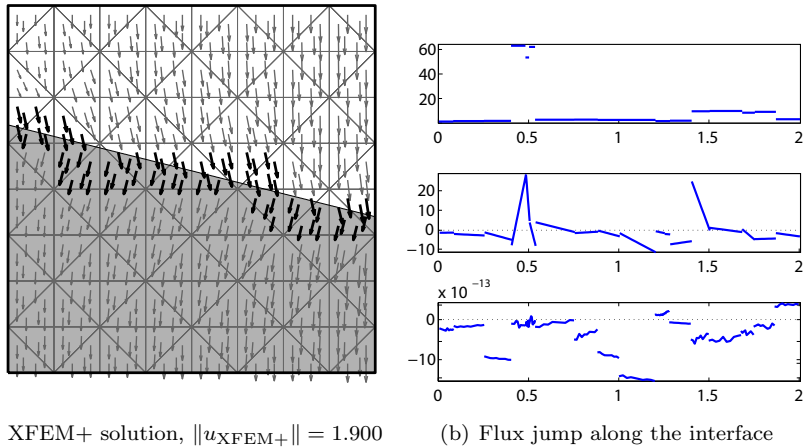 60
40
20
0 0.5 1 1.5 2
20
10
0
−10
0 0.5 1 1.5 2
x 10 −13
0
−10
0 0.5 1 1.5 2
XFEM+ solution, ‖u_XFEM+‖ = 1.900
(b) Flux jump along the interface